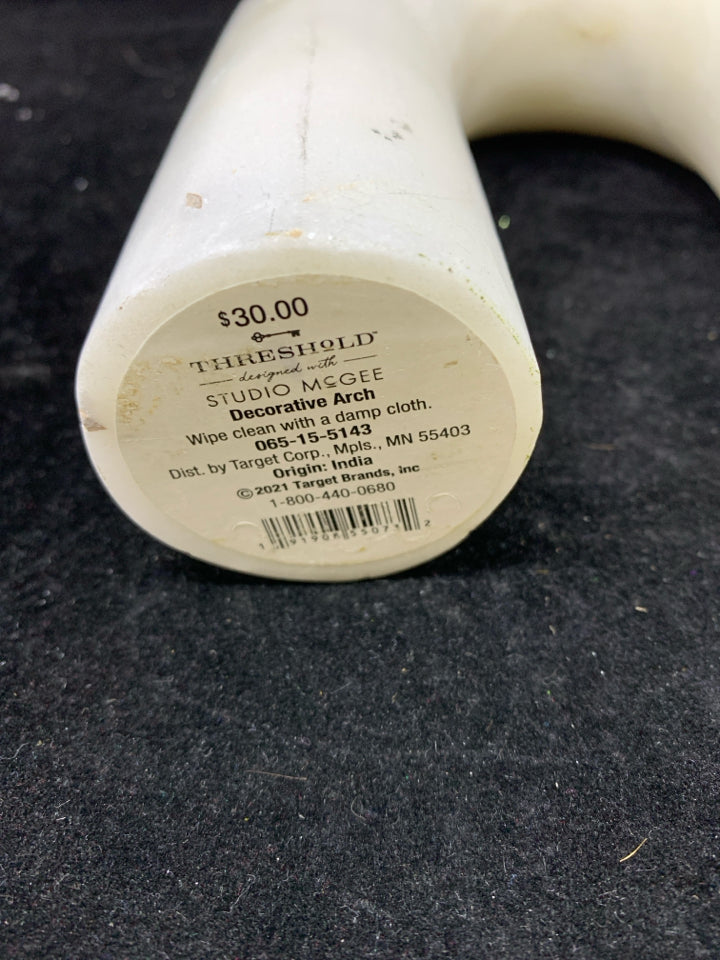 $30.00
THRESHOLD™
designed with
STUDIO McGEE
Decorative Arch
Wipe clean with a damp cloth.
065-15-5143
Dist. by Target Corp., Mpls., MN 55403
Origin: India
©2021 Target Brands, Inc
1-800-440-0680